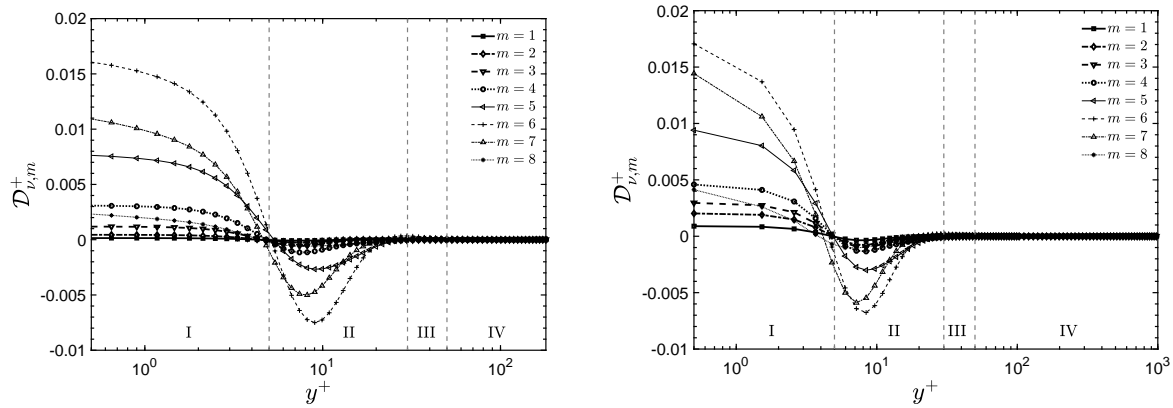 0.02
0.015
0.01
0.005
0
-0.005
-0.01
𝒟⁺ᵥ,ₘ
m = 1
m = 2
m = 3
m = 4
m = 5
m = 6
m = 7
m = 8
I
II
III
IV
10⁰
10¹
10²
y⁺
0.02
0.015
0.01
0.005
0
-0.005
-0.01
𝒟⁺ᵥ,ₘ
m = 1
m = 2
m = 3
m = 4
m = 5
m = 6
m = 7
m = 8
I
II
III
IV
10⁰
10¹
10²
10³
y⁺